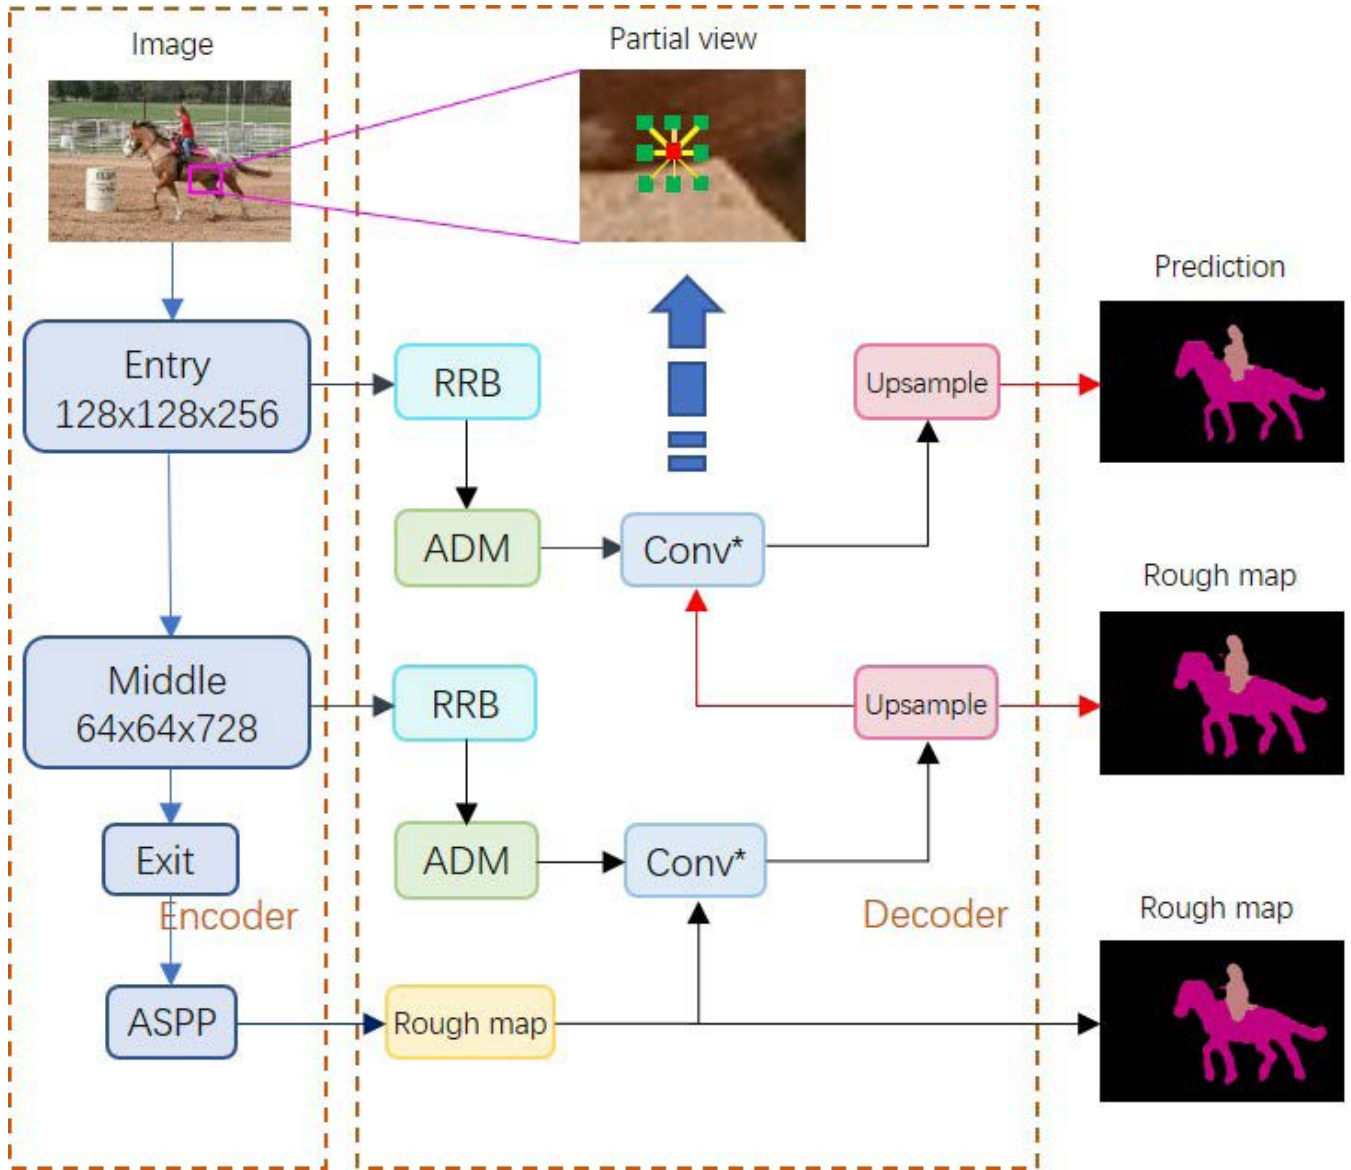 Image
Partial view
Prediction
Entry
128x128x256
RRB
Upsample
ADM
Conv*
Rough map
Middle
64x64x728
RRB
Upsample
Exit
ADM
Conv*
Encoder
Decoder
Rough map
ASPP
Rough map